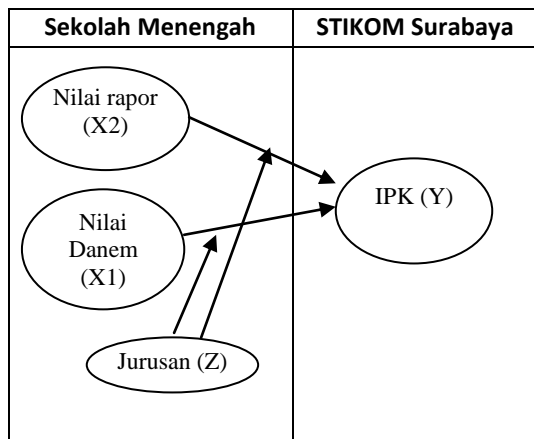 Sekolah Menengah
STIKOM Surabaya
Nilai rapor
(X2)
IPK (Y)
Nilai
Danem
(X1)
Jurusan (Z)